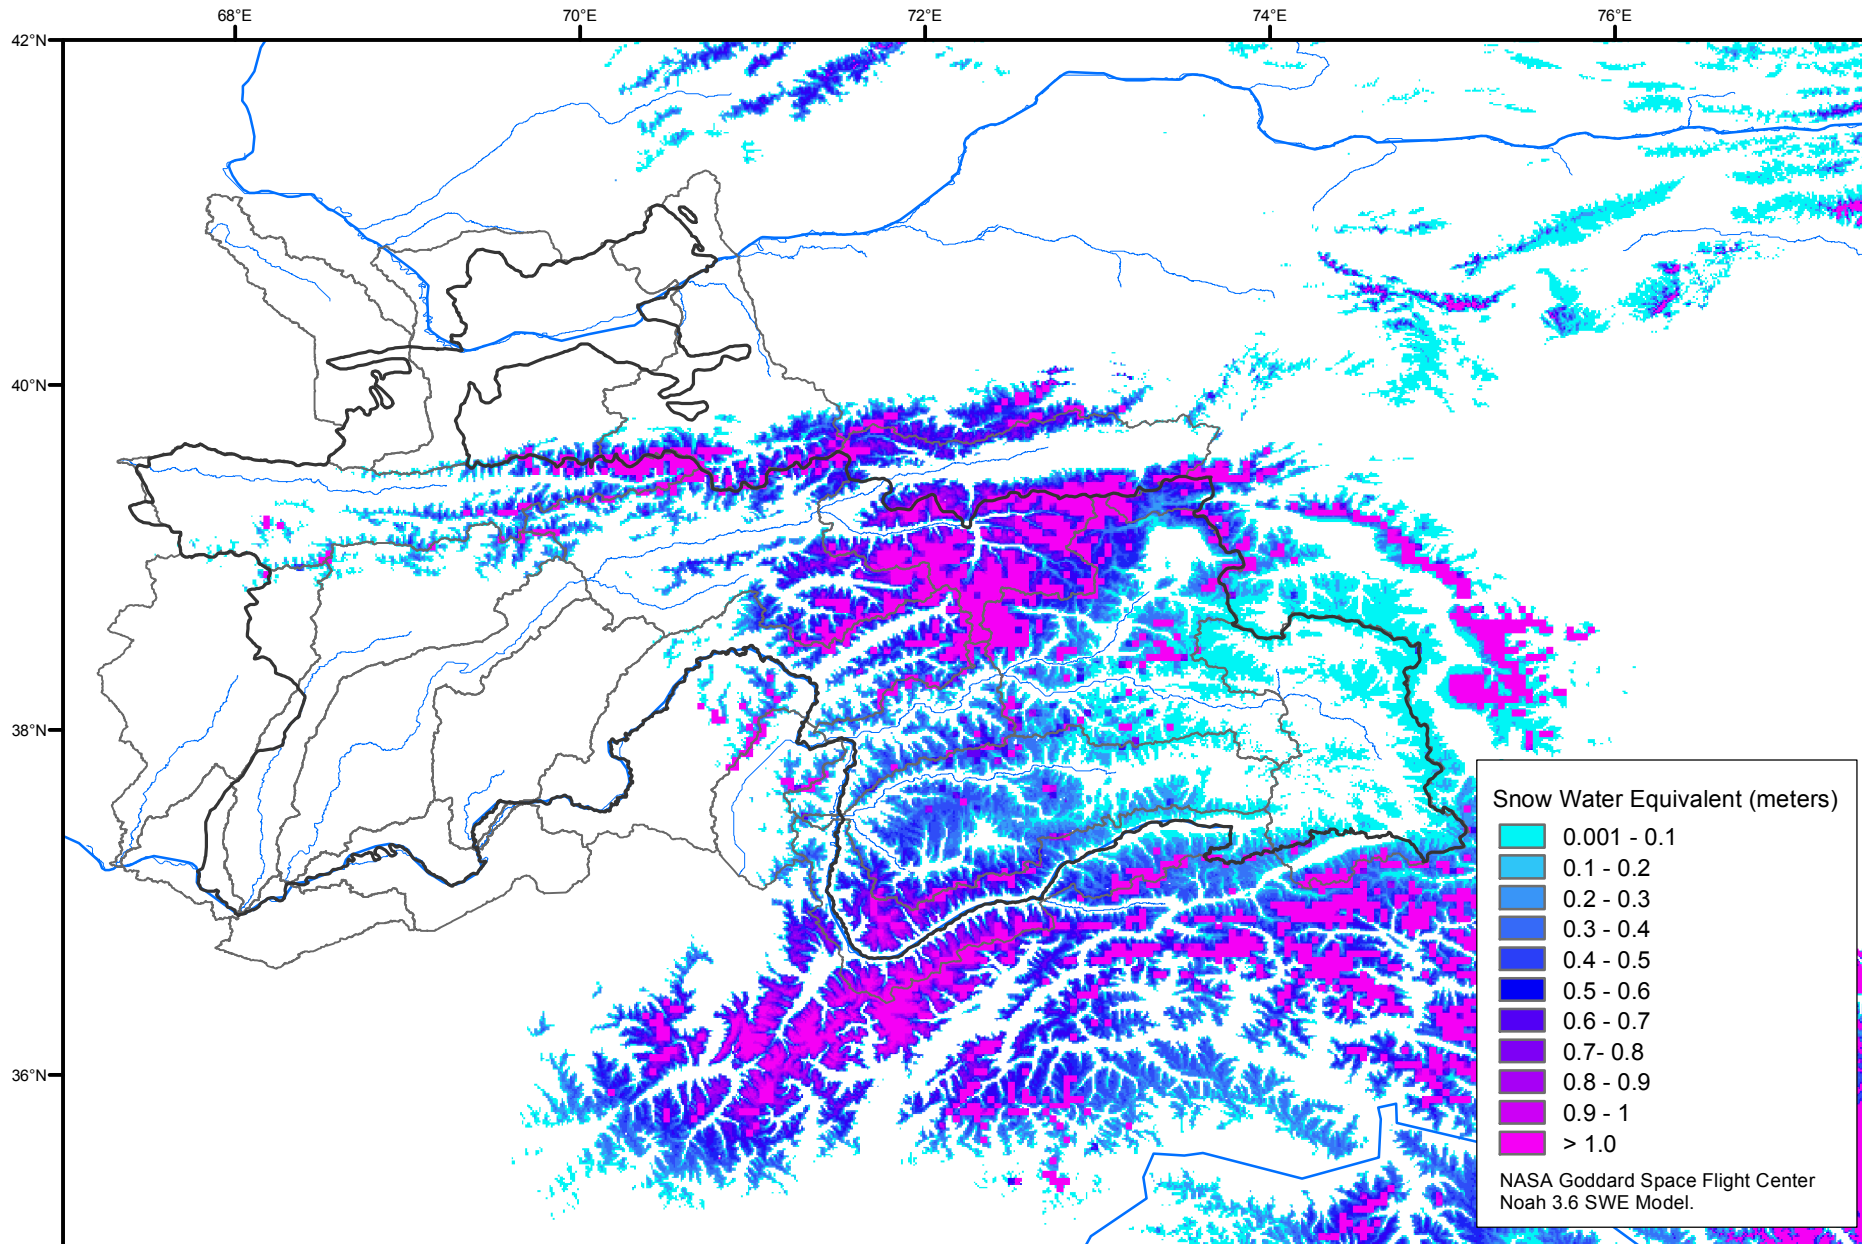 68°E 70°E 72°E 74°E 76°E
42°N
40°N
38°N
36°N
Snow Water Equivalent (meters)
0.001 - 0.1
0.1 - 0.2
0.2 - 0.3
0.3 - 0.4
0.4 - 0.5
0.5 - 0.6
0.6 - 0.7
0.7- 0.8
0.8 - 0.9
0.9 - 1
> 1.0
NASA Goddard Space Flight Center
Noah 3.6 SWE Model.